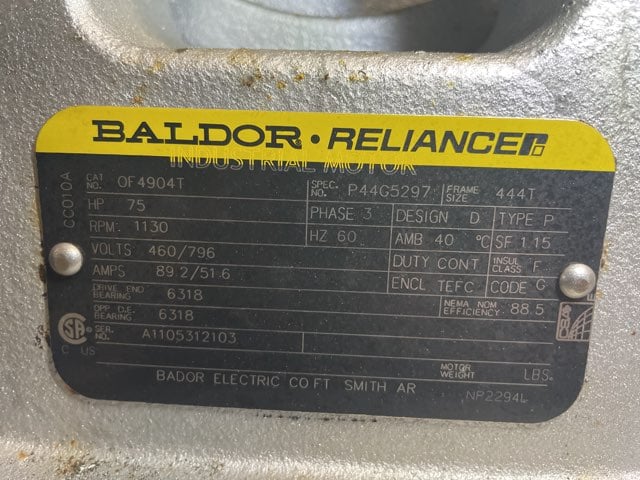 BALDOR • RELIANCE
INDUSTRIAL MOTOR
CAT. NO. OF4904T SPEC. NO. P44G5297 FRAME SIZE 444T
HP 75 PHASE 3 DESIGN D TYPE P
RPM 1130 HZ 60 AMB 40 °C SF 1.15
VOLTS 460/796 DUTY CONT INSUL CLASS F
AMPS 89.2/51.6 ENCL TEFC CODE G
DRIVE END BEARING 6318 NEMA NOM. EFFICIENCY 88.5
OPP D.E. BEARING 6318
SER. NO. A1105312103
MOTOR WEIGHT LBS.
BADOR ELECTRIC CO FT SMITH AR NP2294L
CC010A
SA
C US